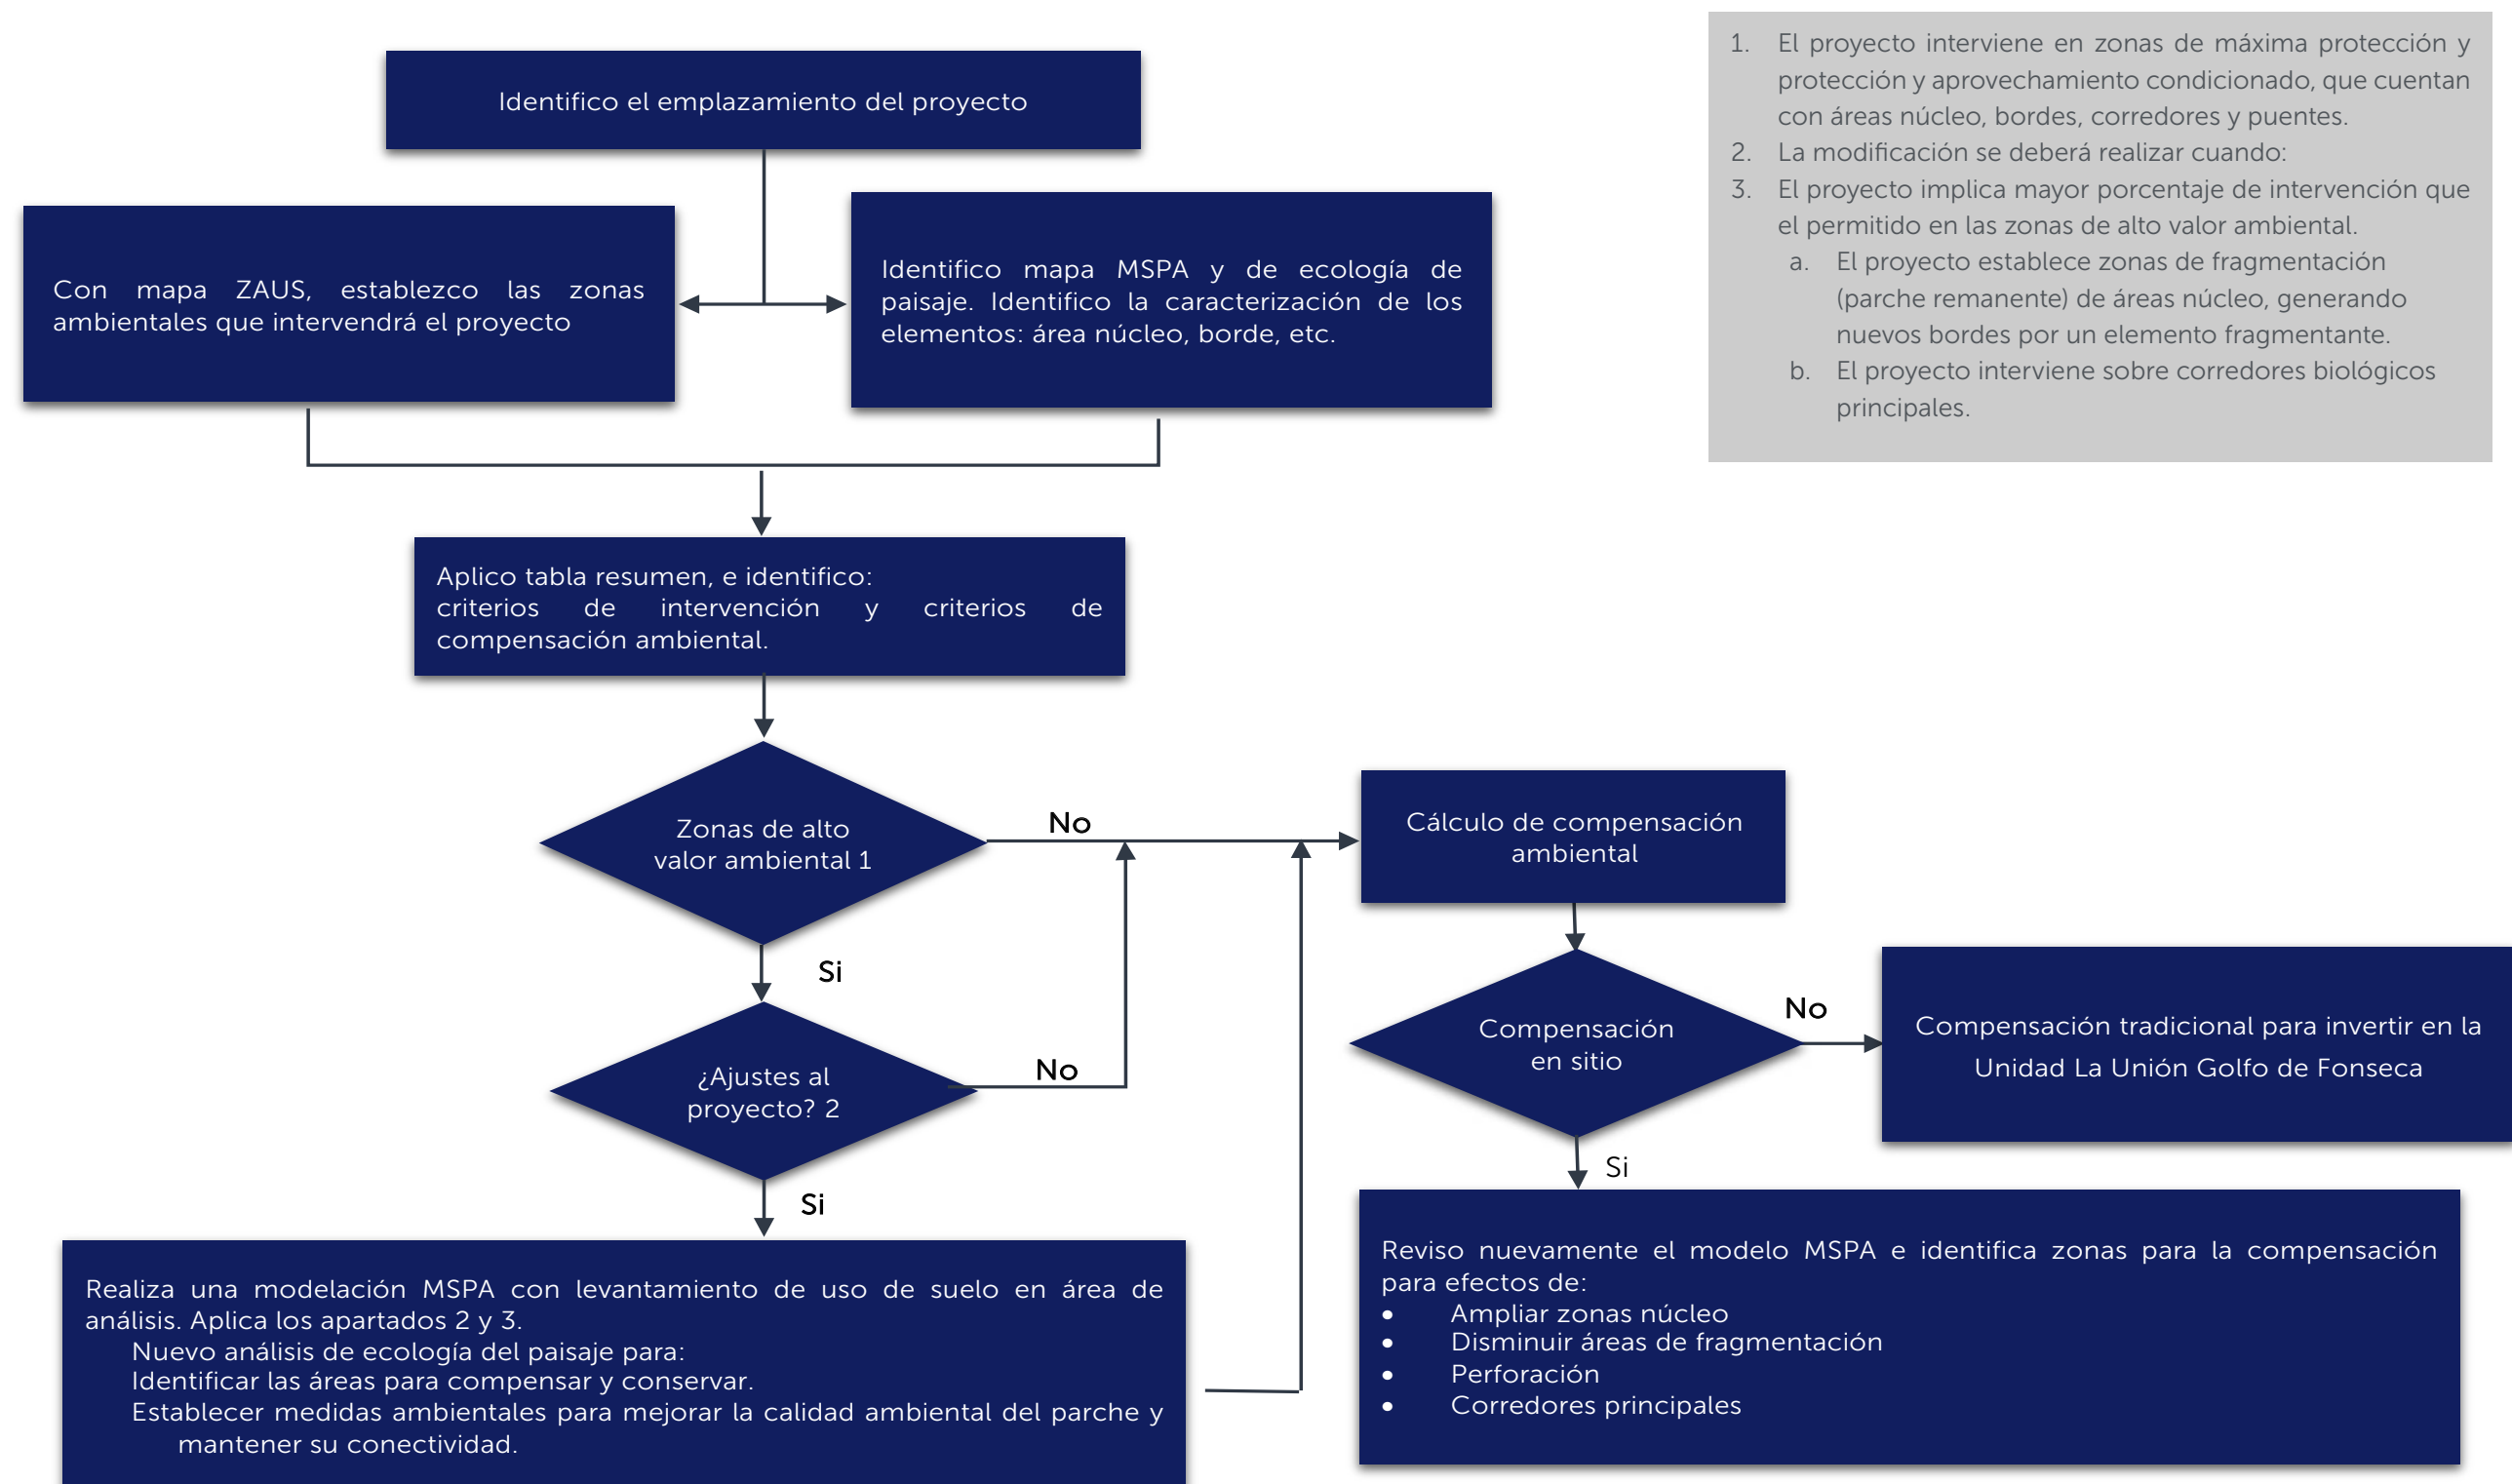 Identifico el emplazamiento del proyecto
Con mapa ZAUS, establezco las zonas
ambientales que intervendrá el proyecto
Identifico mapa MSPA y de ecología de
paisaje. Identifico la caracterización de los
elementos: área núcleo, borde, etc.
1. El proyecto interviene en zonas de máxima protección y
protección y aprovechamiento condicionado, que cuentan
con áreas núcleo, bordes, corredores y puentes.
2. La modificación se deberá realizar cuando:
3. El proyecto implica mayor porcentaje de intervención que
el permitido en las zonas de alto valor ambiental.
a. El proyecto establece zonas de fragmentación
(parche remanente) de áreas núcleo, generando
nuevos bordes por un elemento fragmentante.
b. El proyecto interviene sobre corredores biológicos
principales.
Aplico tabla resumen, e identifico:
criterios de intervención y criterios de
compensación ambiental.
Zonas de alto
valor ambiental 1
No
Si
¿Ajustes al
proyecto? 2
No
Si
Realiza una modelación MSPA con levantamiento de uso de suelo en área de
análisis. Aplica los apartados 2 y 3.
Nuevo análisis de ecología del paisaje para:
Identificar las áreas para compensar y conservar.
Establecer medidas ambientales para mejorar la calidad ambiental del parche y
mantener su conectividad.
Cálculo de compensación
ambiental
Compensación
en sitio
No
Compensación tradicional para invertir en la
Unidad La Unión Golfo de Fonseca
Si
Reviso nuevamente el modelo MSPA e identifica zonas para la compensación
para efectos de:
• Ampliar zonas núcleo
• Disminuir áreas de fragmentación
• Perforación
• Corredores principales